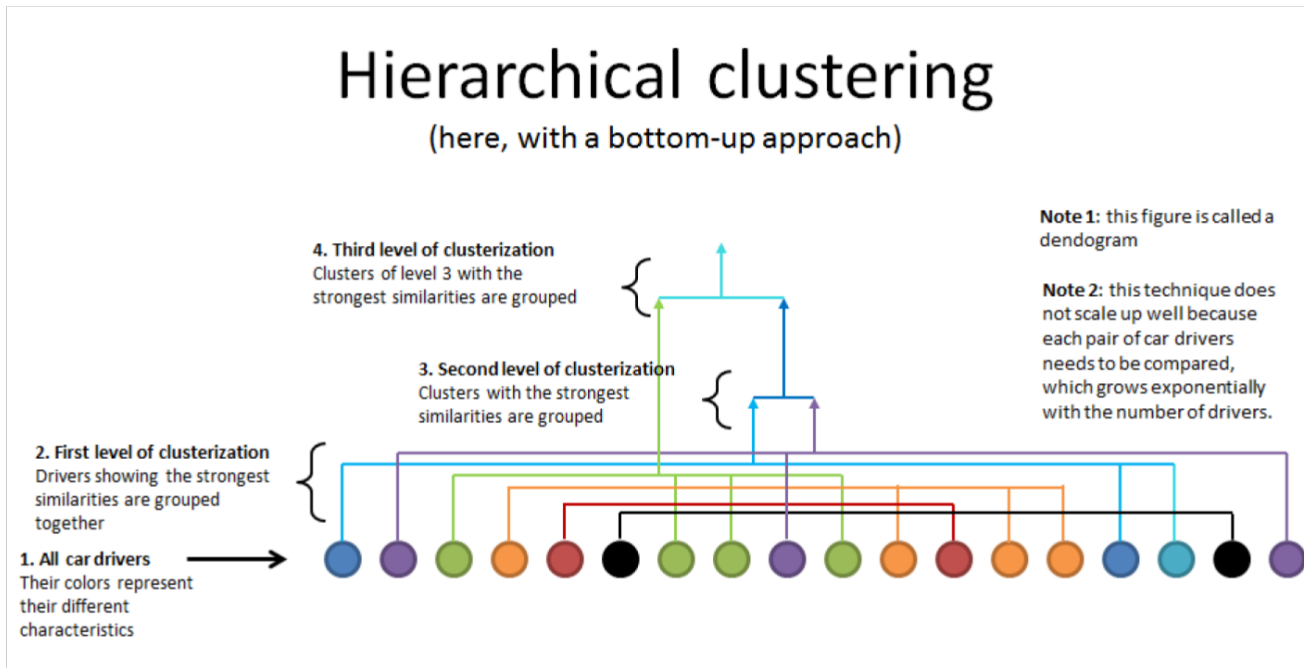 Hierarchical clustering
(here, with a bottom-up approach)
Note 1: this figure is called a
dendogram
Note 2: this technique does
not scale up well because
each pair of car drivers
needs to be compared,
which grows exponentially
with the number of drivers.
4. Third level of clusterization
Clusters of level 3 with the
strongest similarities are grouped
3. Second level of clusterization
Clusters with the strongest
similarities are grouped
2. First level of clusterization
Drivers showing the strongest
similarities are grouped
together
1. All car drivers
Their colors represent
their different
characteristics